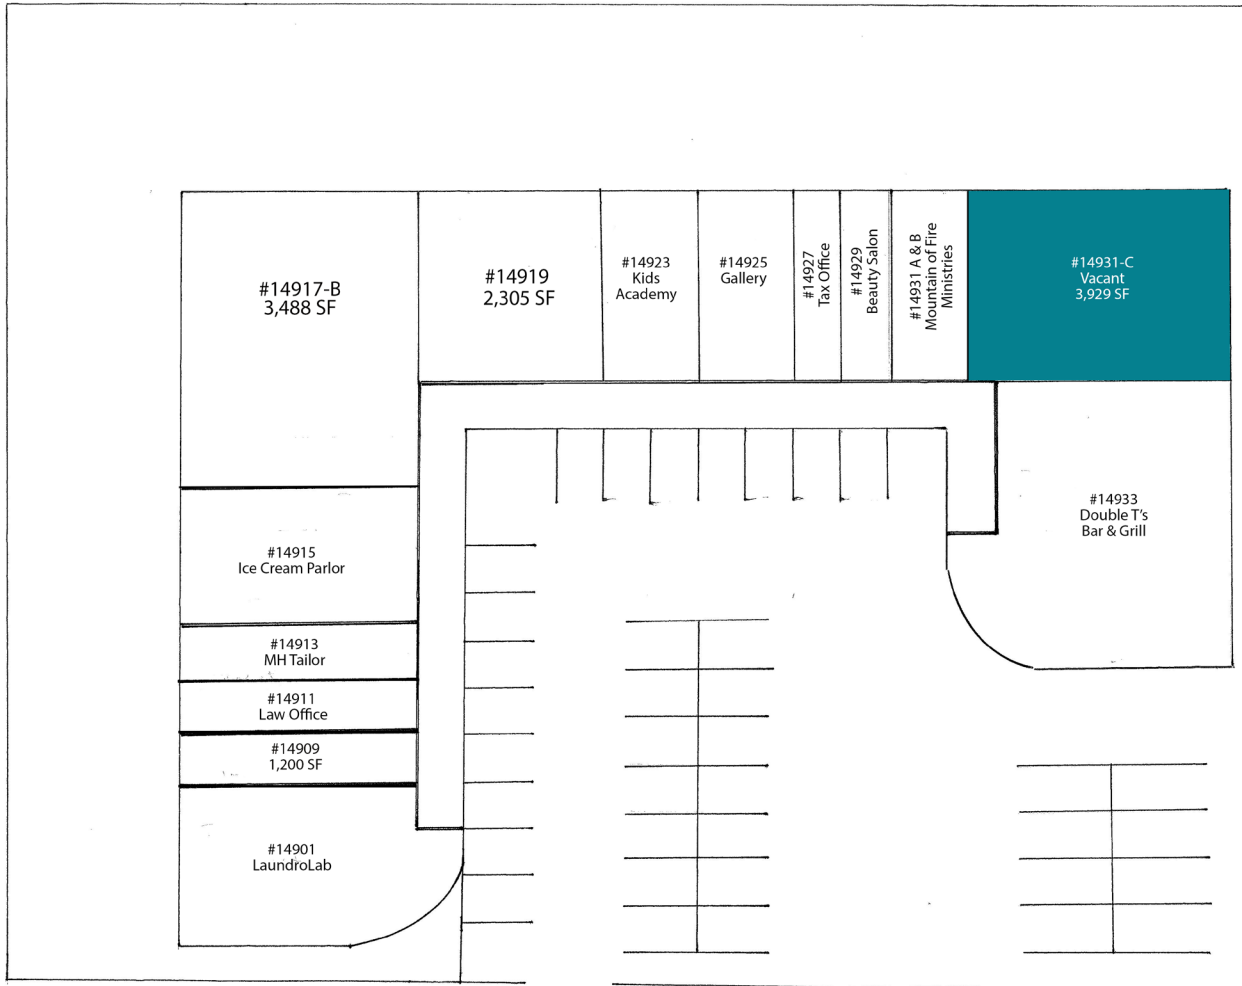 #14917-B
3,488 SF
#14919
2,305 SF
#14923
Kids
Academy
#14925
Gallery
#14927
Tax Office
#14929
Beauty Salon
#14931 A & B
Mountain of Fire
Ministries
#14931-C
Vacant
3,929 SF
#14933
Double T's
Bar & Grill
#14915
Ice Cream Parlor
#14913
MH Tailor
#14911
Law Office
#14909
1,200 SF
#14901
LaundroLab